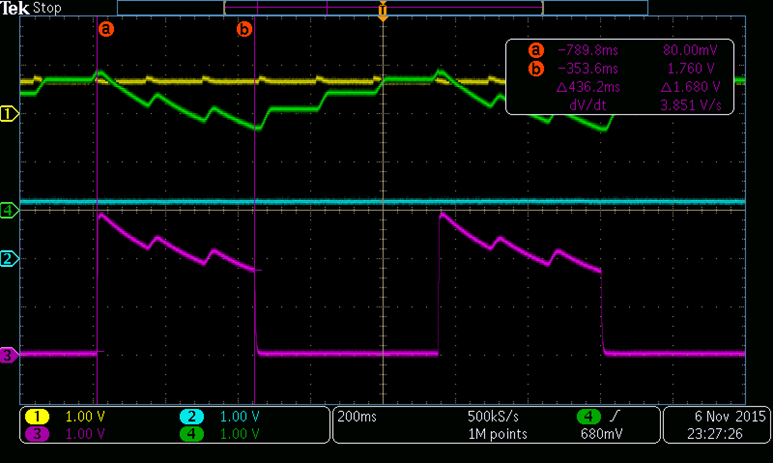 Tek Stop
T
a b
a -789.8ms 80.00mV
b -353.6ms 1.760 V
Δ436.2ms Δ1.680 V
dV/dt 3.851 V/s
1
4
2
3
1 1.00 V 2 1.00 V 200ms 500kS/s 4 6 Nov 2015
3 1.00 V 4 1.00 V 1M points 680mV 23:27:26